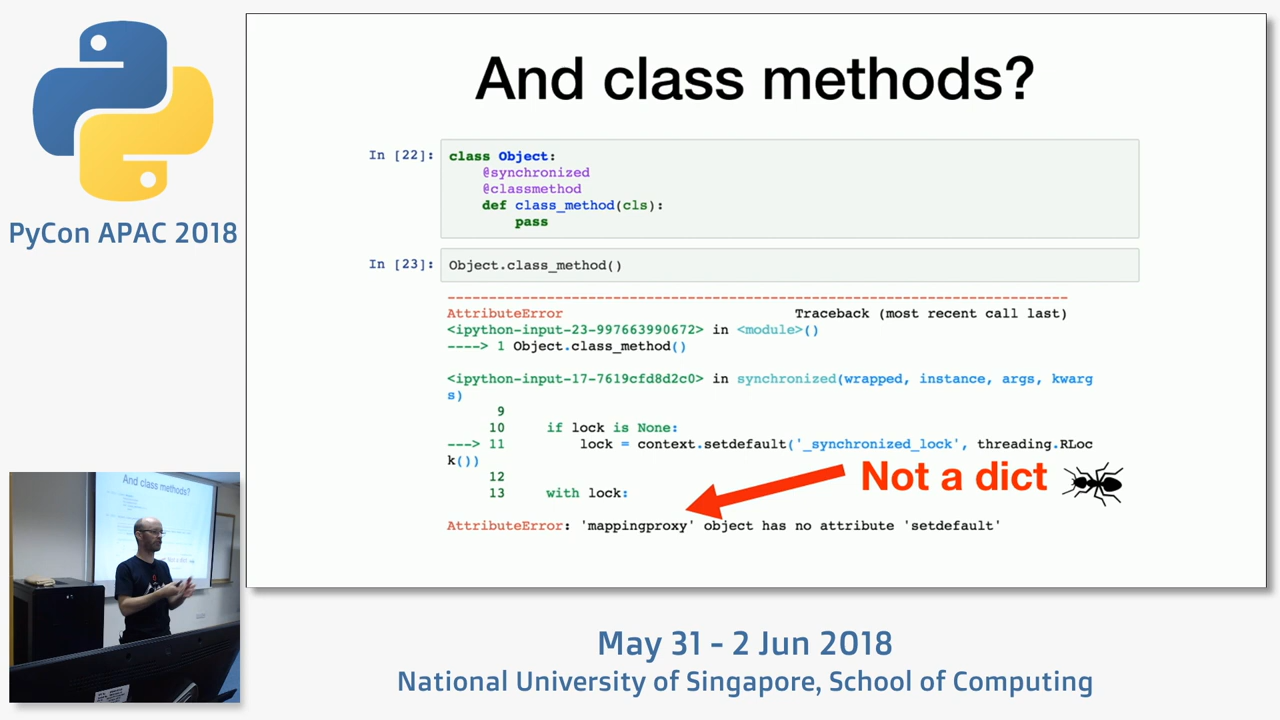 PyCon APAC 2018
And class methods?
In [22]:
class Object:
@synchronized
@classmethod
def class_method(cls):
pass
In [23]:
Object.class_method()
---------------------------------------------------------------------------
AttributeError Traceback (most recent call last)
<ipython-input-23-997663990672> in <module>()
----> 1 Object.class_method()
<ipython-input-17-7619cfd8d2c0> in synchronized(wrapped, instance, args, kwarg
s)
9
10 if lock is None:
---> 11 lock = context.setdefault('_synchronized_lock', threading.RLoc
k())
12
13 with lock:
Not a dict
AttributeError: 'mappingproxy' object has no attribute 'setdefault'
And class methods?
May 31 - 2 Jun 2018
National University of Singapore, School of Computing